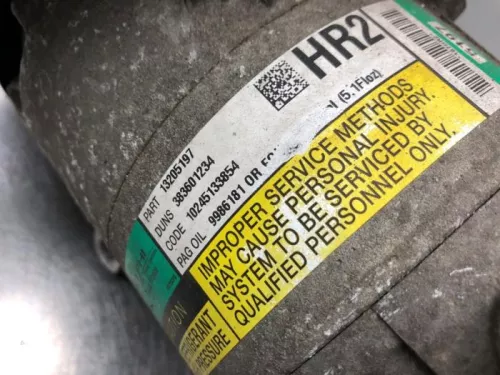 HR2
PART 13205197
DUNS 383601234
CODE 10245133854
PAG OIL 9986181 OR (5.1Floz)
IMPROPER SERVICE METHODS
MAY CAUSE PERSONAL INJURY.
SYSTEM TO BE SERVICED BY
QUALIFIED PERSONNEL ONLY.
PRESSURE